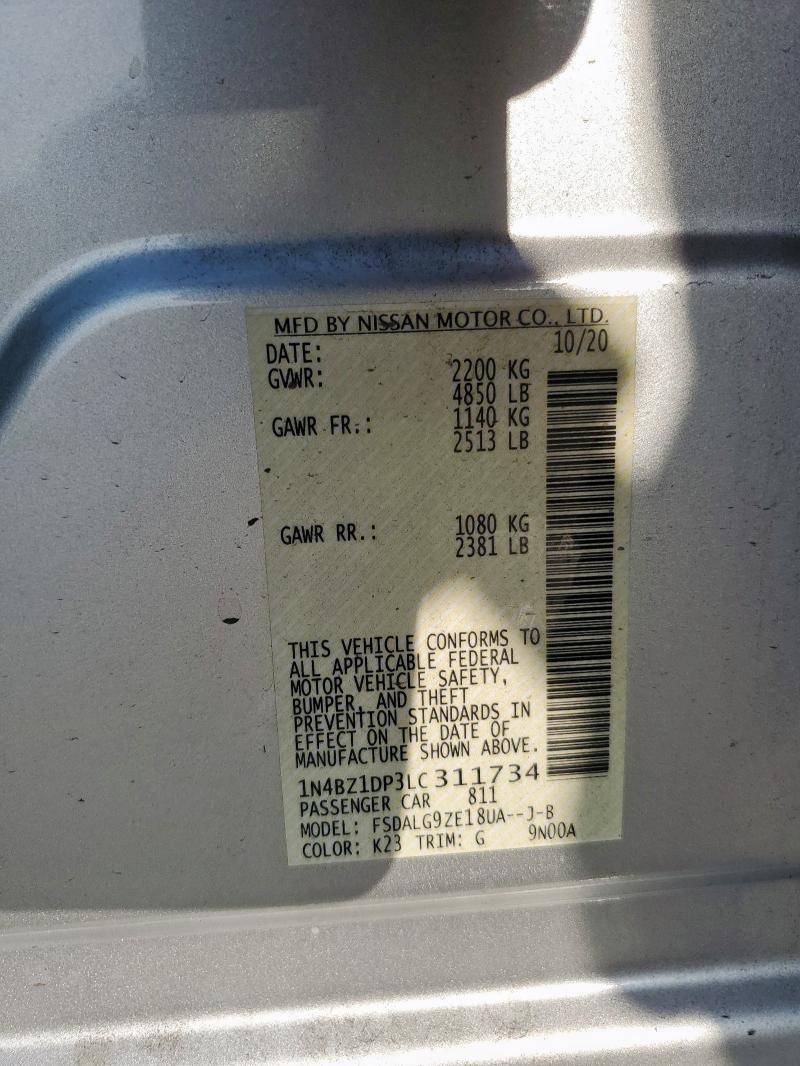 MFD BY NISSAN MOTOR CO., LTD.
DATE: 10/20
GVWR: 2200 KG
4850 LB
GAWR FR.: 1140 KG
2513 LB
GAWR RR.: 1080 KG
2381 LB
THIS VEHICLE CONFORMS TO
ALL APPLICABLE FEDERAL
MOTOR VEHICLE SAFETY,
BUMPER, AND THEFT
PREVENTION STANDARDS IN
EFFECT ON THE DATE OF
MANUFACTURE SHOWN ABOVE.
1N4BZ1DP3LC311734
PASSENGER CAR 811
MODEL: FSDALG9ZE18UA--J-B
COLOR: K23 TRIM: G 9N00A